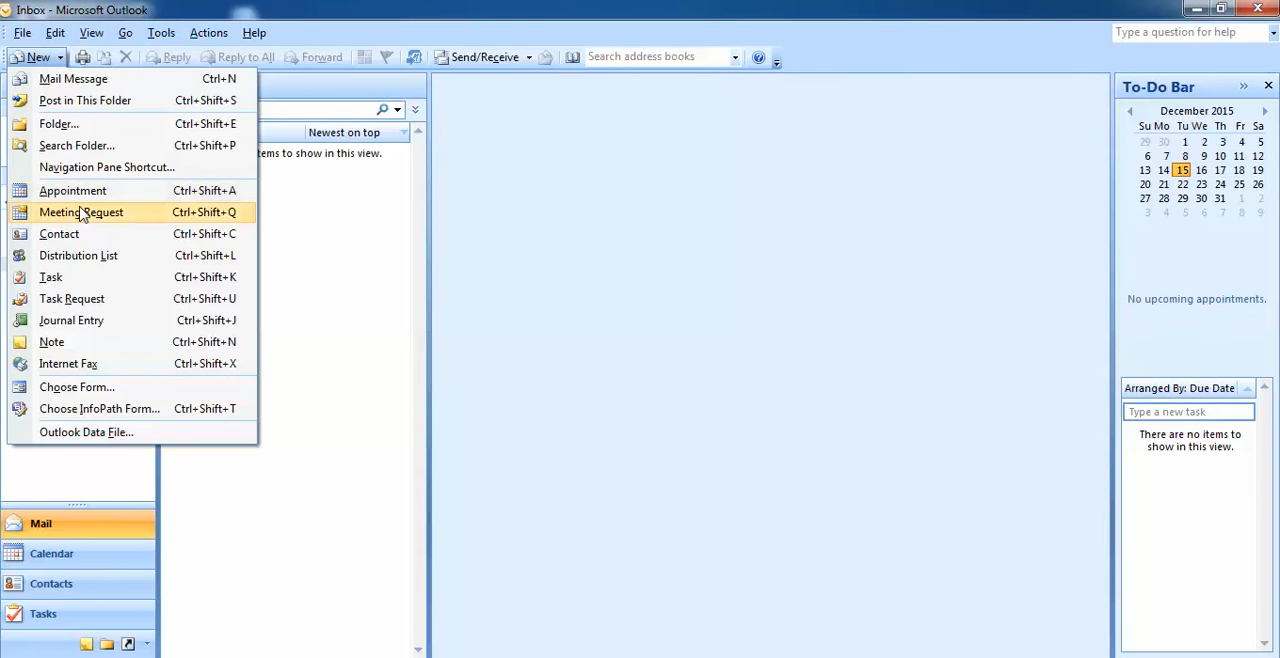 Inbox - Microsoft Outlook
File Edit View Go Tools Actions Help
Type a question for help
New Reply Reply to All Forward Send/Receive Search address books
Mail Message Ctrl+N
Post in This Folder Ctrl+Shift+S
Folder... Ctrl+Shift+E
Search Folder... Ctrl+Shift+P
Navigation Pane Shortcut...
Appointment Ctrl+Shift+A
Meeting Request Ctrl+Shift+Q
Contact Ctrl+Shift+C
Distribution List Ctrl+Shift+L
Task Ctrl+Shift+K
Task Request Ctrl+Shift+U
Journal Entry Ctrl+Shift+J
Note Ctrl+Shift+N
Internet Fax Ctrl+Shift+X
Choose Form...
Choose InfoPath Form... Ctrl+Shift+T
Outlook Data File...
Newest on top
to show in this view.
Mail
Calendar
Contacts
Tasks
To-Do Bar
December 2015
Su Mo Tu We Th Fr Sa
29 30 1 2 3 4 5
6 7 8 9 10 11 12
13 14 15 16 17 18 19
20 21 22 23 24 25 26
27 28 29 30 31 1 2
3 4 5 6 7 8 9
No upcoming appointments.
Arranged By: Due Date
Type a new task
There are no items to
show in this view.